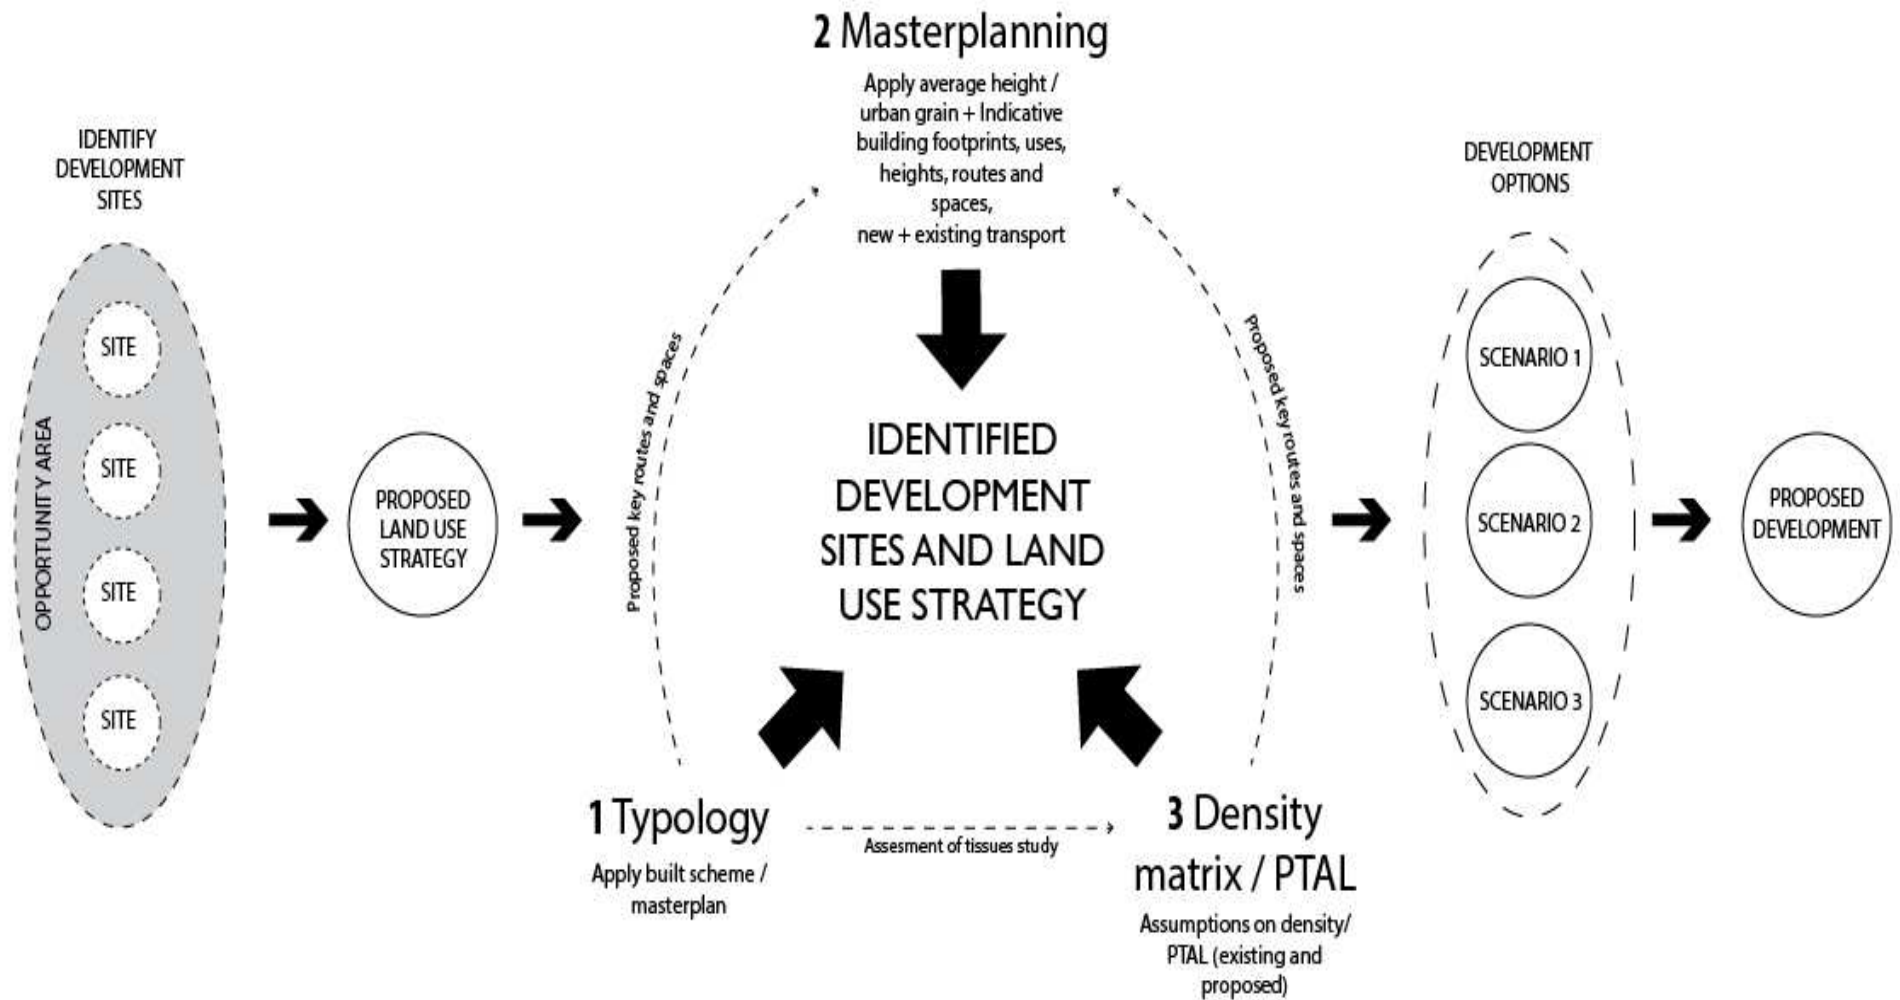 IDENTIFY
DEVELOPMENT
SITES
OPPORTUNITY AREA
SITE
SITE
SITE
SITE
PROPOSED
LAND USE
STRATEGY
2 Masterplanning
Apply average height /
urban grain + Indicative
building footprints, uses,
heights, routes and
spaces,
new + existing transport
Proposed key routes and spaces
IDENTIFIED
DEVELOPMENT
SITES AND LAND
USE STRATEGY
Proposed key routes and spaces
1 Typology
Apply built scheme /
masterplan
Assesment of tissues study
3 Density
matrix / PTAL
Assumptions on density/
PTAL (existing and
proposed)
DEVELOPMENT
OPTIONS
SCENARIO 1
SCENARIO 2
SCENARIO 3
PROPOSED
DEVELOPMENT